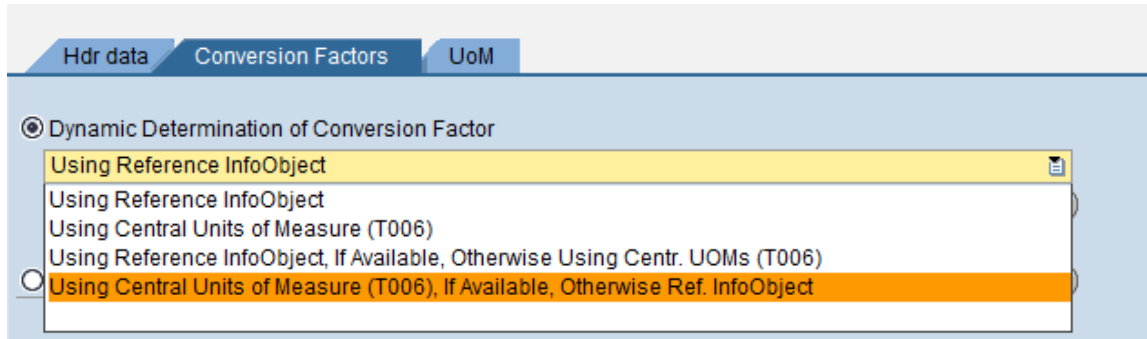 Hdr data Conversion Factors UoM
Dynamic Determination of Conversion Factor
Using Reference InfoObject
Using Reference InfoObject
Using Central Units of Measure (T006)
Using Reference InfoObject, If Available, Otherwise Using Centr. UOMs (T006)
Using Central Units of Measure (T006), If Available, Otherwise Ref. InfoObject